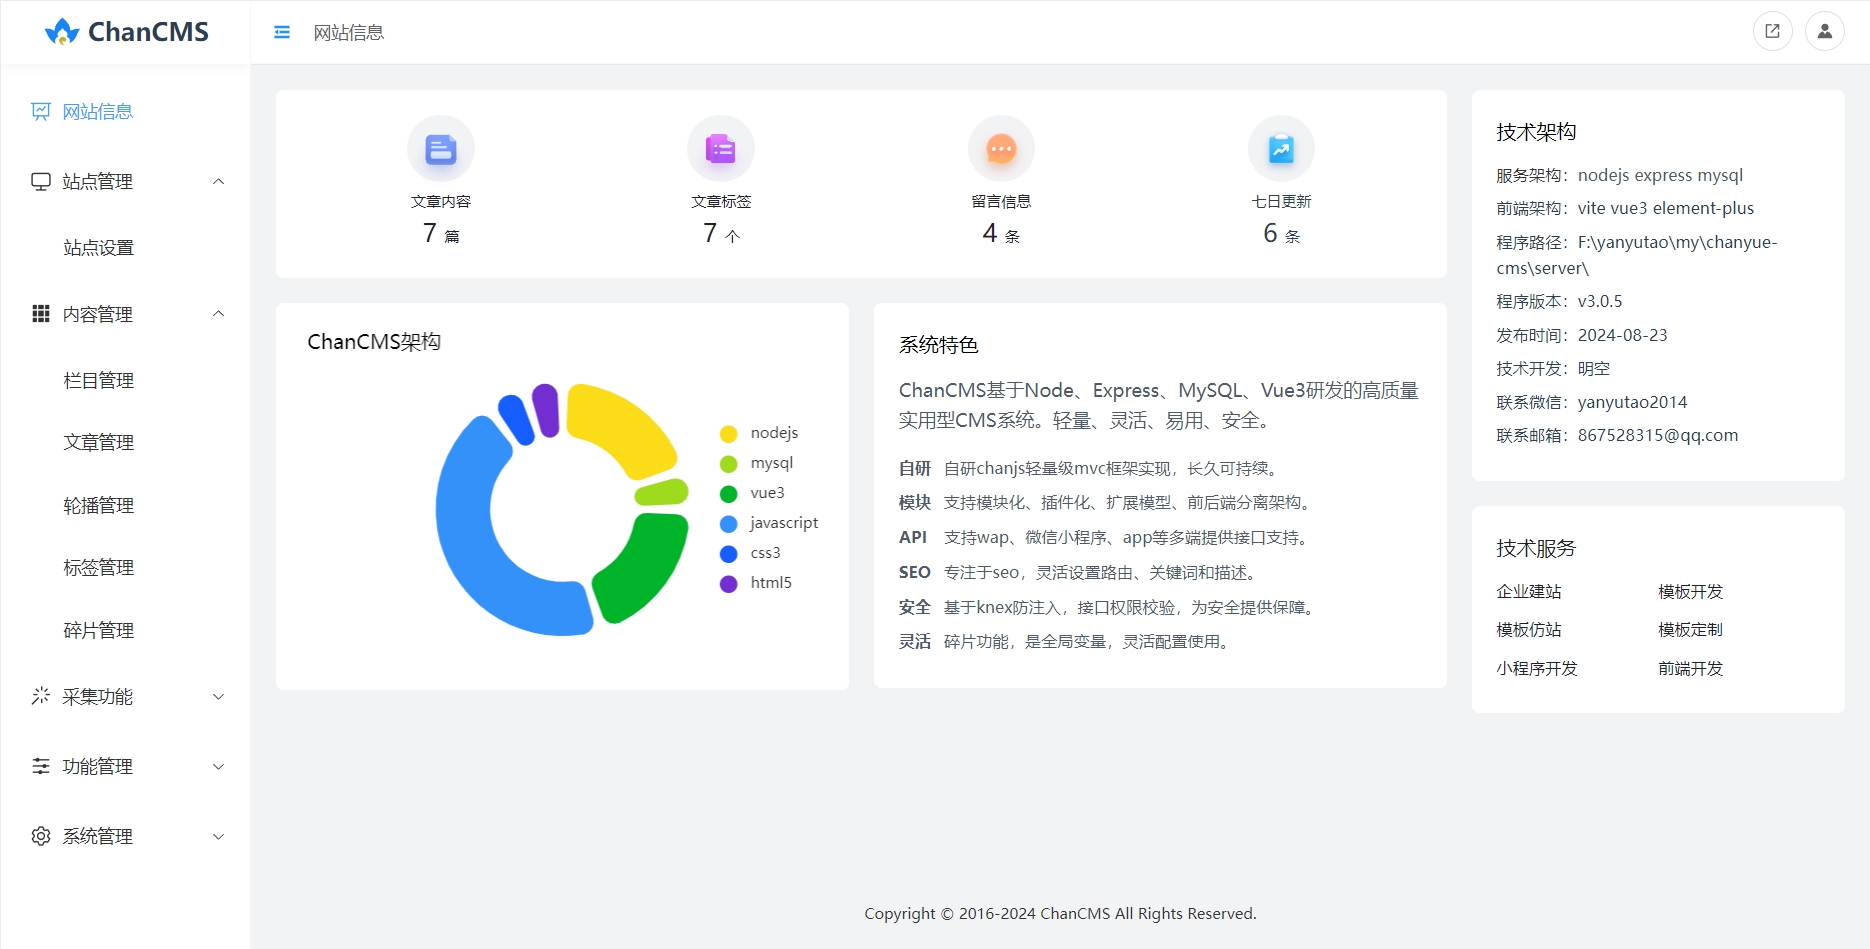 ChanCMS
网站信息
网站信息
站点管理
站点设置
内容管理
栏目管理
文章管理
轮播管理
标签管理
碎片管理
采集功能
功能管理
系统管理
文章内容
7 篇
文章标签
7 个
留言信息
4 条
七日更新
6 条
ChanCMS架构
nodejs
mysql
vue3
javascript
css3
html5
系统特色
ChanCMS基于Node、Express、MySQL、Vue3研发的高质量
实用型CMS系统。轻量、灵活、易用、安全。
自研 自研chanjs轻量级mvc框架实现，长久可持续。
模块 支持模块化、插件化、扩展模型、前后端分离架构。
API 支持wap、微信小程序、app等多端提供接口支持。
SEO 专注于seo，灵活设置路由、关键词和描述。
安全 基于knex防注入，接口权限校验，为安全提供保障。
灵活 碎片功能，是全局变量，灵活配置使用。
技术架构
服务架构：nodejs express mysql
前端架构：vite vue3 element-plus
程序路径：F:\yanyutao\my\chanyue-
cms\server\
程序版本：v3.0.5
发布时间：2024-08-23
技术开发：明空
联系微信：yanyutao2014
联系邮箱：867528315@qq.com
技术服务
企业建站 模板开发
模板仿站 模板定制
小程序开发 前端开发
Copyright © 2016-2024 ChanCMS All Rights Reserved.